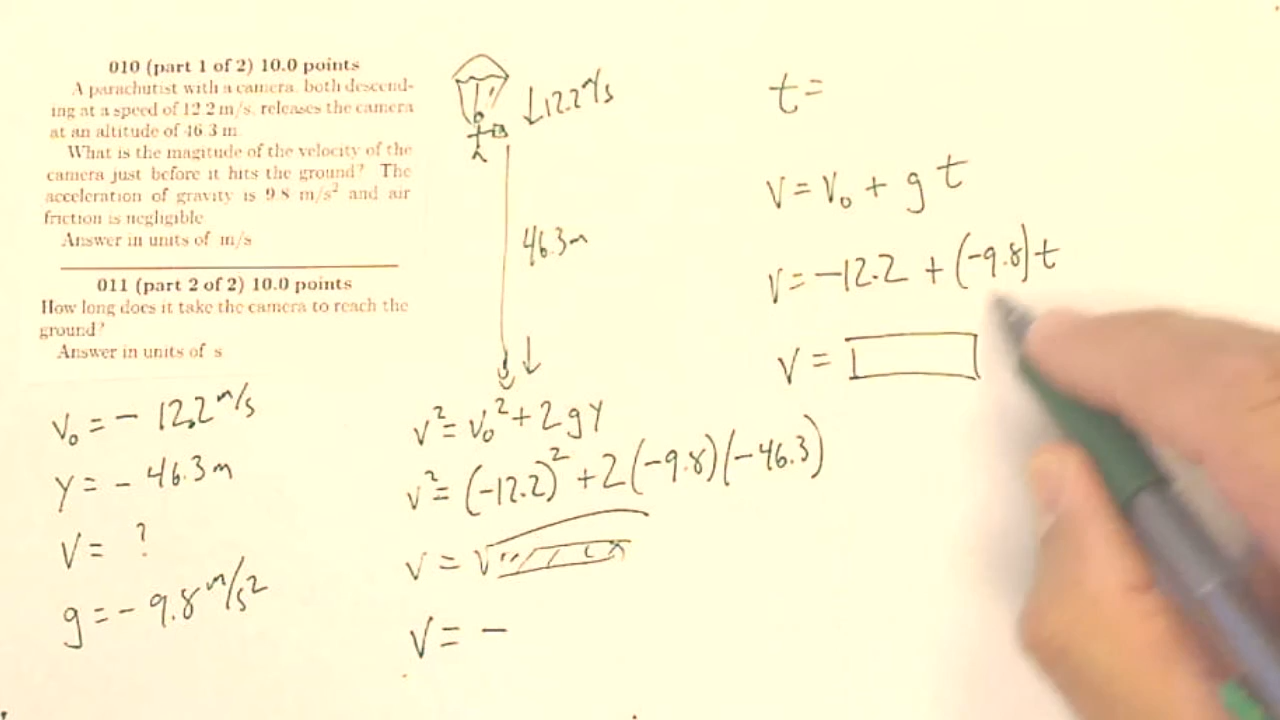 010 (part 1 of 2) 10.0 points
A parachutist with a camera, both descend-
ing at a speed of 12.2 m/s, releases the camera
at an altitude of 46.3 m.
What is the magitude of the velocity of the
camera just before it hits the ground? The
acceleration of gravity is 9.8 m/s² and air
friction is negligible
Answer in units of m/s
011 (part 2 of 2) 10.0 points
How long does it take the camera to reach the
ground?
Answer in units of s
V₀ = - 12.2 m/s
Y = - 46.3 m
V = ?
g = - 9.8 m/s²
↓12.2 m/s
46.3 m
V² = V₀² + 2gY
V² = (-12.2)² + 2(-9.8)(-46.3)
V = √
V = -
t =
V = V₀ + g t
V = -12.2 + (-9.8)t
V =